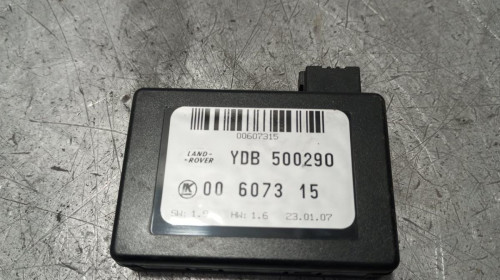 00607315
LAND-
-ROVER
YDB 500290
00 6073 15
HW: 1.6 23.01.07